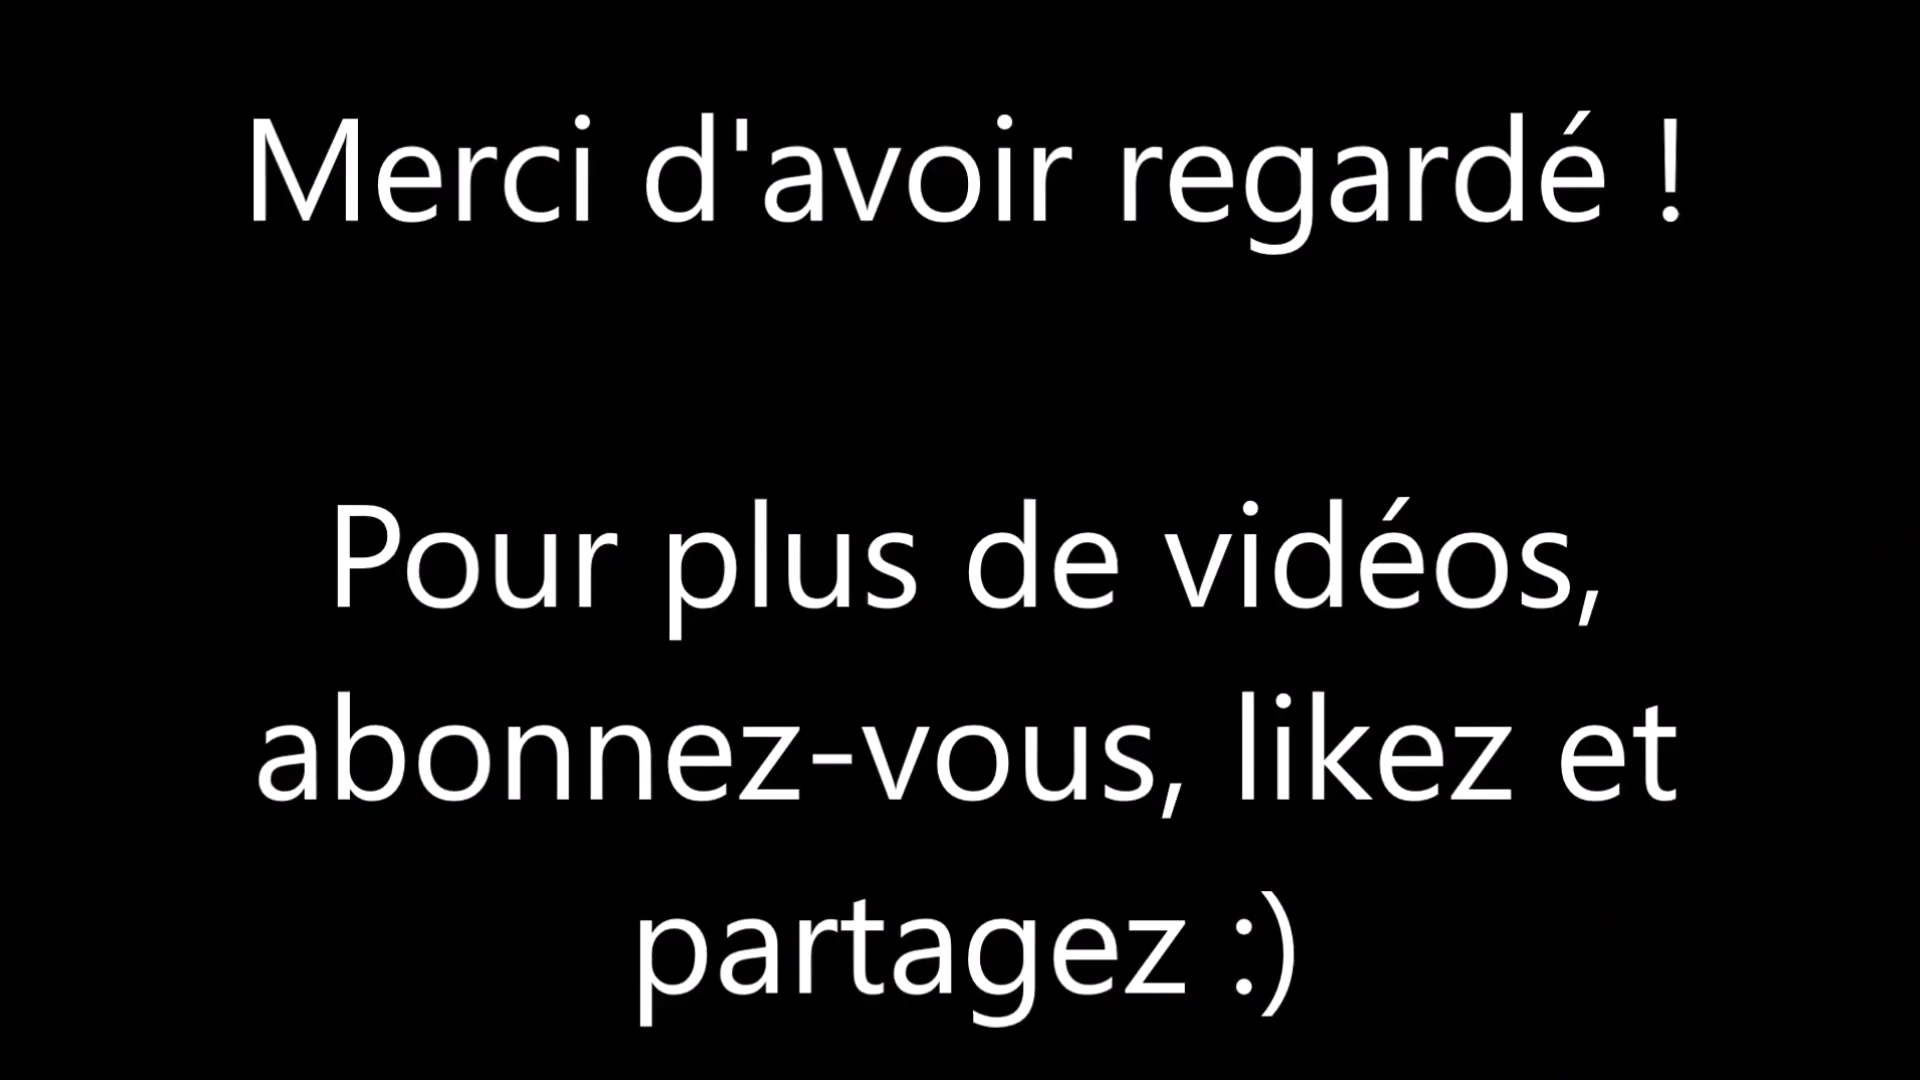 Merci d'avoir regardé !
Pour plus de vidéos,
abonnez-vous, likez et
partagez :)